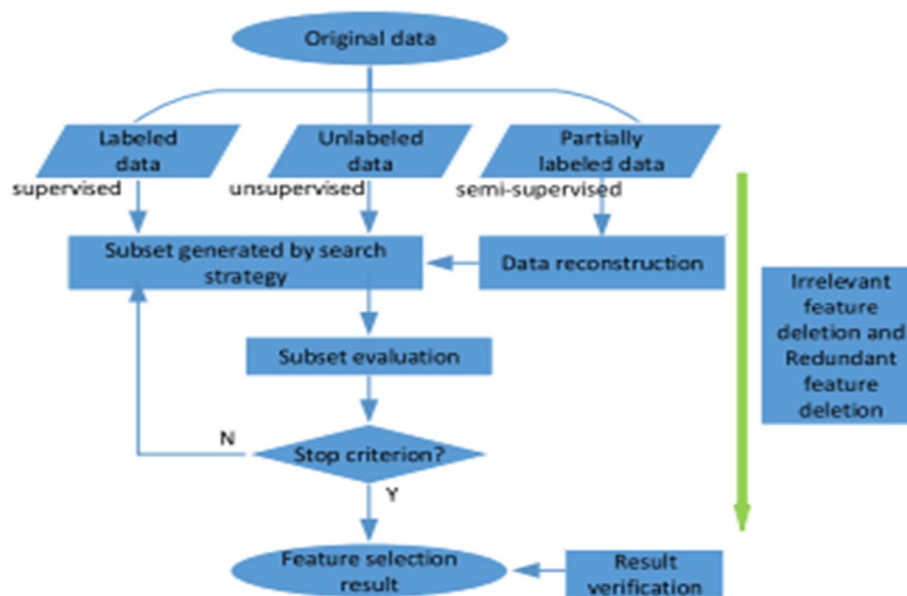 Original data
Labeled
data
Unlabeled
data
Partially
labeled data
supervised
unsupervised
semi-supervised
Subset generated by search
strategy
Data reconstruction
Irrelevant
feature
deletion and
Redundant
feature
deletion
Subset evaluation
N
Stop criterion?
Y
Feature selection
result
Result
verification